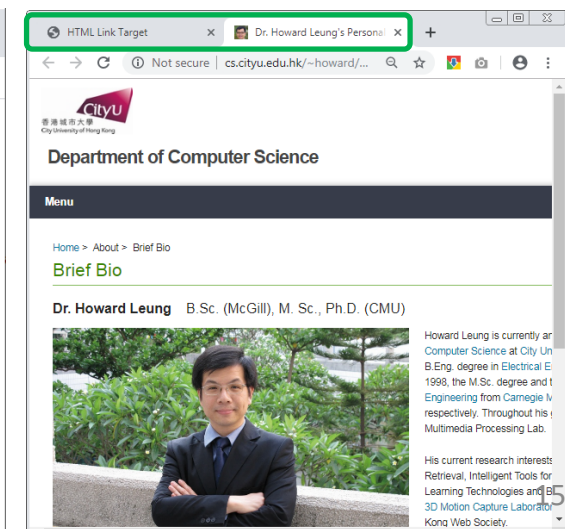 HTML Link Target
Dr. Howard Leung's Personal
Not secure | cs.cityu.edu.hk/~howard/...
CityU
香港城市大學
City University of Hong Kong
Department of Computer Science
Menu
Home > About > Brief Bio
Brief Bio
Dr. Howard Leung B.Sc. (McGill), M. Sc., Ph.D. (CMU)
Howard Leung is currently
Computer Science at City
B.Eng. degree in Electrical
1998, the M.Sc. degree and
Engineering from Carnegie
respectively. Throughout his
Multimedia Processing Lab.
His current research interests
Retrieval, Intelligent Tools for
Learning Technologies and
3D Motion Capture
Kong Web Society.
15